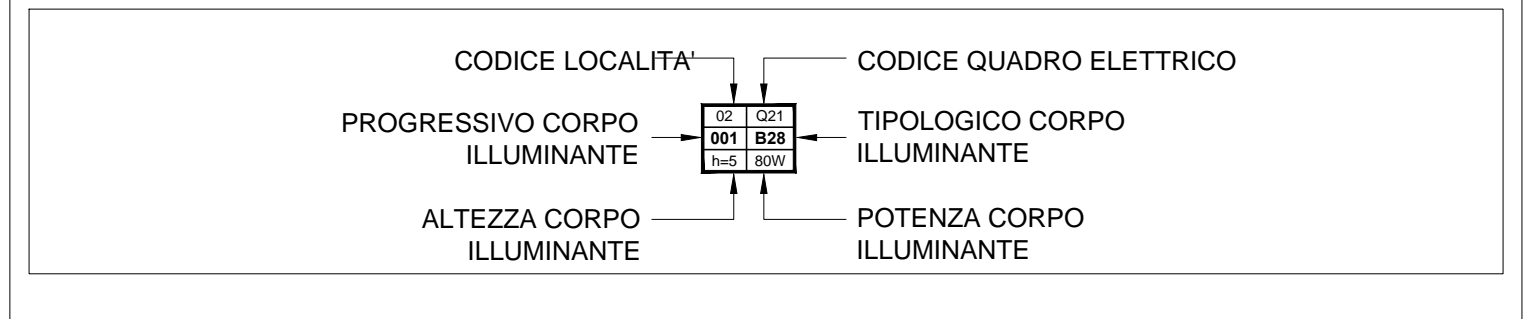 CODICE LOCALITA' CODICE QUADRO ELETTRICO
02 Q21
PROGRESSIVO CORPO ILLUMINANTE 001 B28 TIPOLOGICO CORPO ILLUMINANTE
h=5 80W
ALTEZZA CORPO ILLUMINANTE POTENZA CORPO ILLUMINANTE